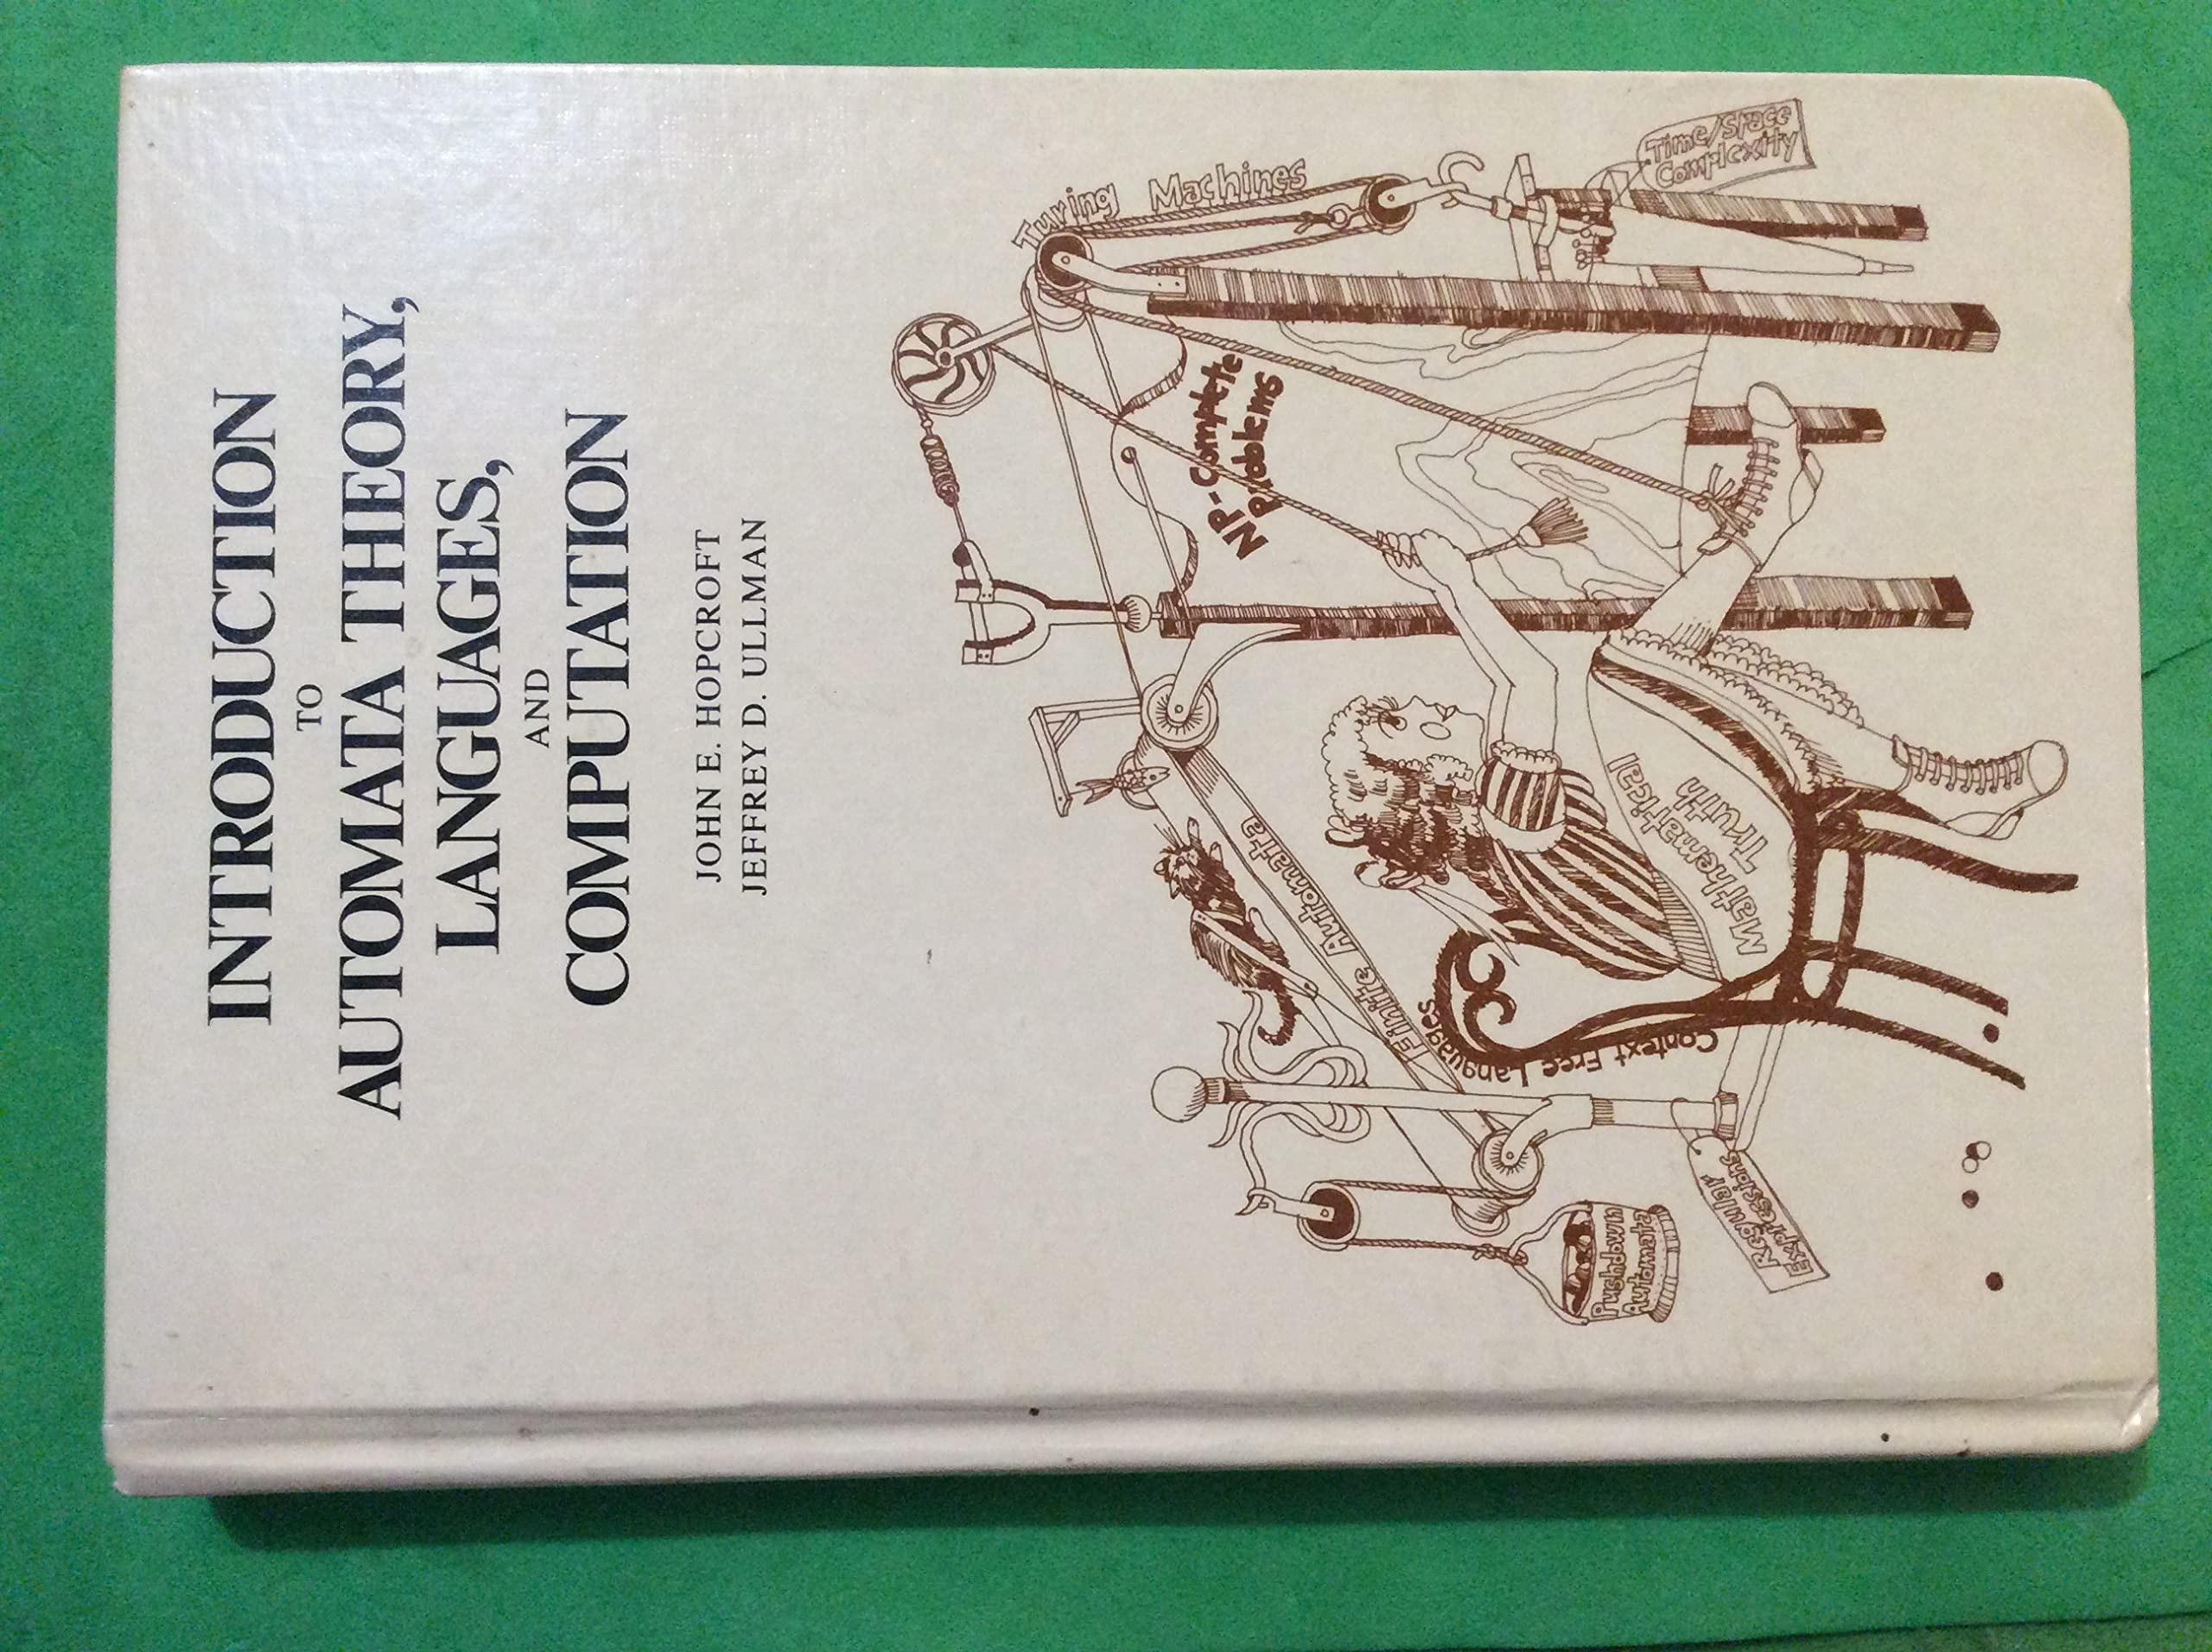 INTRODUCTION
TO
AUTOMATA THEORY,
LANGUAGES,
AND
COMPUTATION
JOHN E. HOPCROFT
JEFFREY D. ULLMAN
Turing Machines
Time/Space
Complexity
NP-Complete
Problems
Finite Automata
Mathematical
Truth
Context Free Languages
Pushdown
Automata
Regular
Expressions